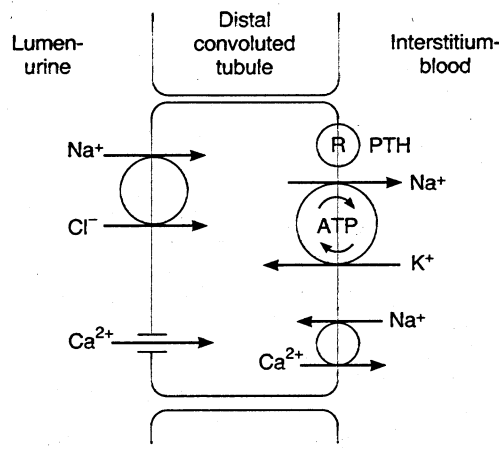 Lumen-
urine
Distal
convoluted
tubule
Interstitium-
blood
R PTH
Na⁺
Na⁺
ATP
Cl⁻
K⁺
Na⁺
Ca²⁺
Ca²⁺